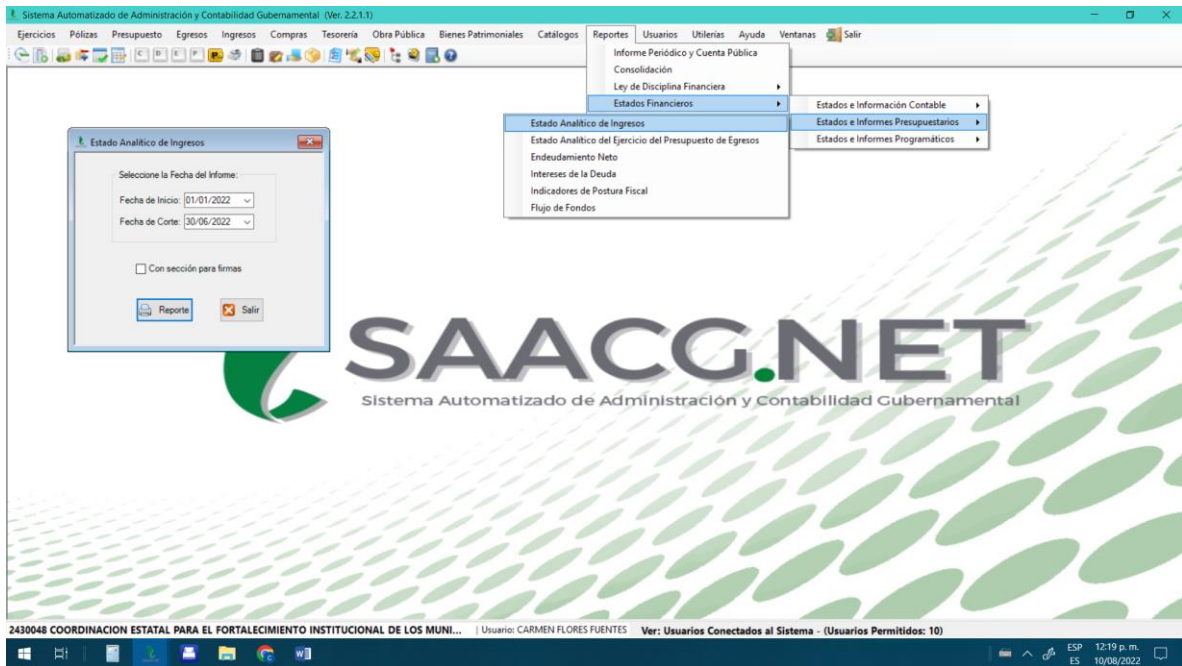 Sistema Automatizado de Administración y Contabilidad Gubernamental (Ver. 2.2.1.1)
Ejercicios Pólizas Presupuesto Egresos Ingresos Compras Tesorería Obra Pública Bienes Patrimoniales Catálogos Reportes Usuarios Utilerías Ayuda Ventanas Salir
C D E P P
Informe Periódico y Cuenta Pública
Consolidación
Ley de Disciplina Financiera
Estados Financieros
Estados e Información Contable
Estados e Informes Presupuestarios
Estados e Informes Programáticos
Estado Analítico de Ingresos
Estado Analítico del Ejercicio del Presupuesto de Egresos
Endeudamiento Neto
Intereses de la Deuda
Indicadores de Postura Fiscal
Flujo de Fondos
Estado Analítico de Ingresos
Seleccione la Fecha del Informe:
Fecha de Inicio: 01/01/2022
Fecha de Corte: 30/06/2022
Con sección para firmas
Reporte Salir
SAACG.NET
Sistema Automatizado de Administración y Contabilidad Gubernamental
2430048 COORDINACION ESTATAL PARA EL FORTALECIMIENTO INSTITUCIONAL DE LOS MUNI... | Usuario: CARMEN FLORES FUENTES Ver: Usuarios Conectados al Sistema - (Usuarios Permitidos: 10)
ESP 12:19 p. m.
ES 10/08/2022